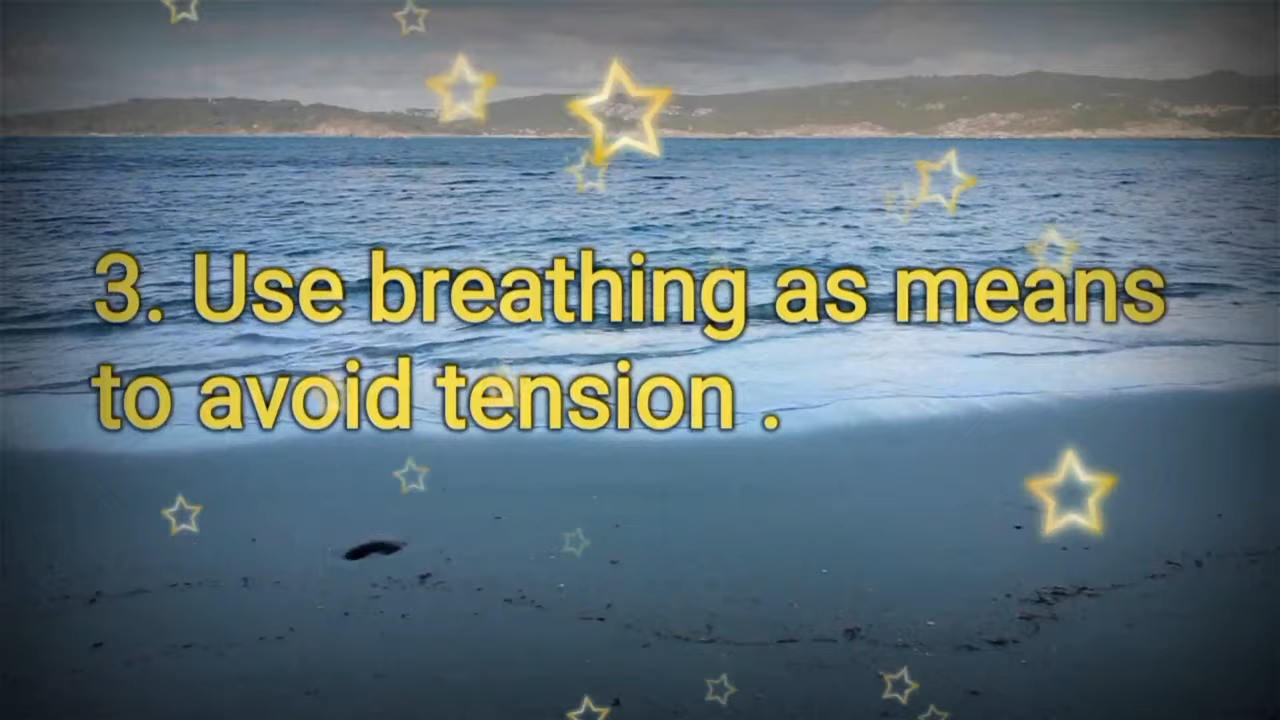 3. Use breathing as means
to avoid tension .